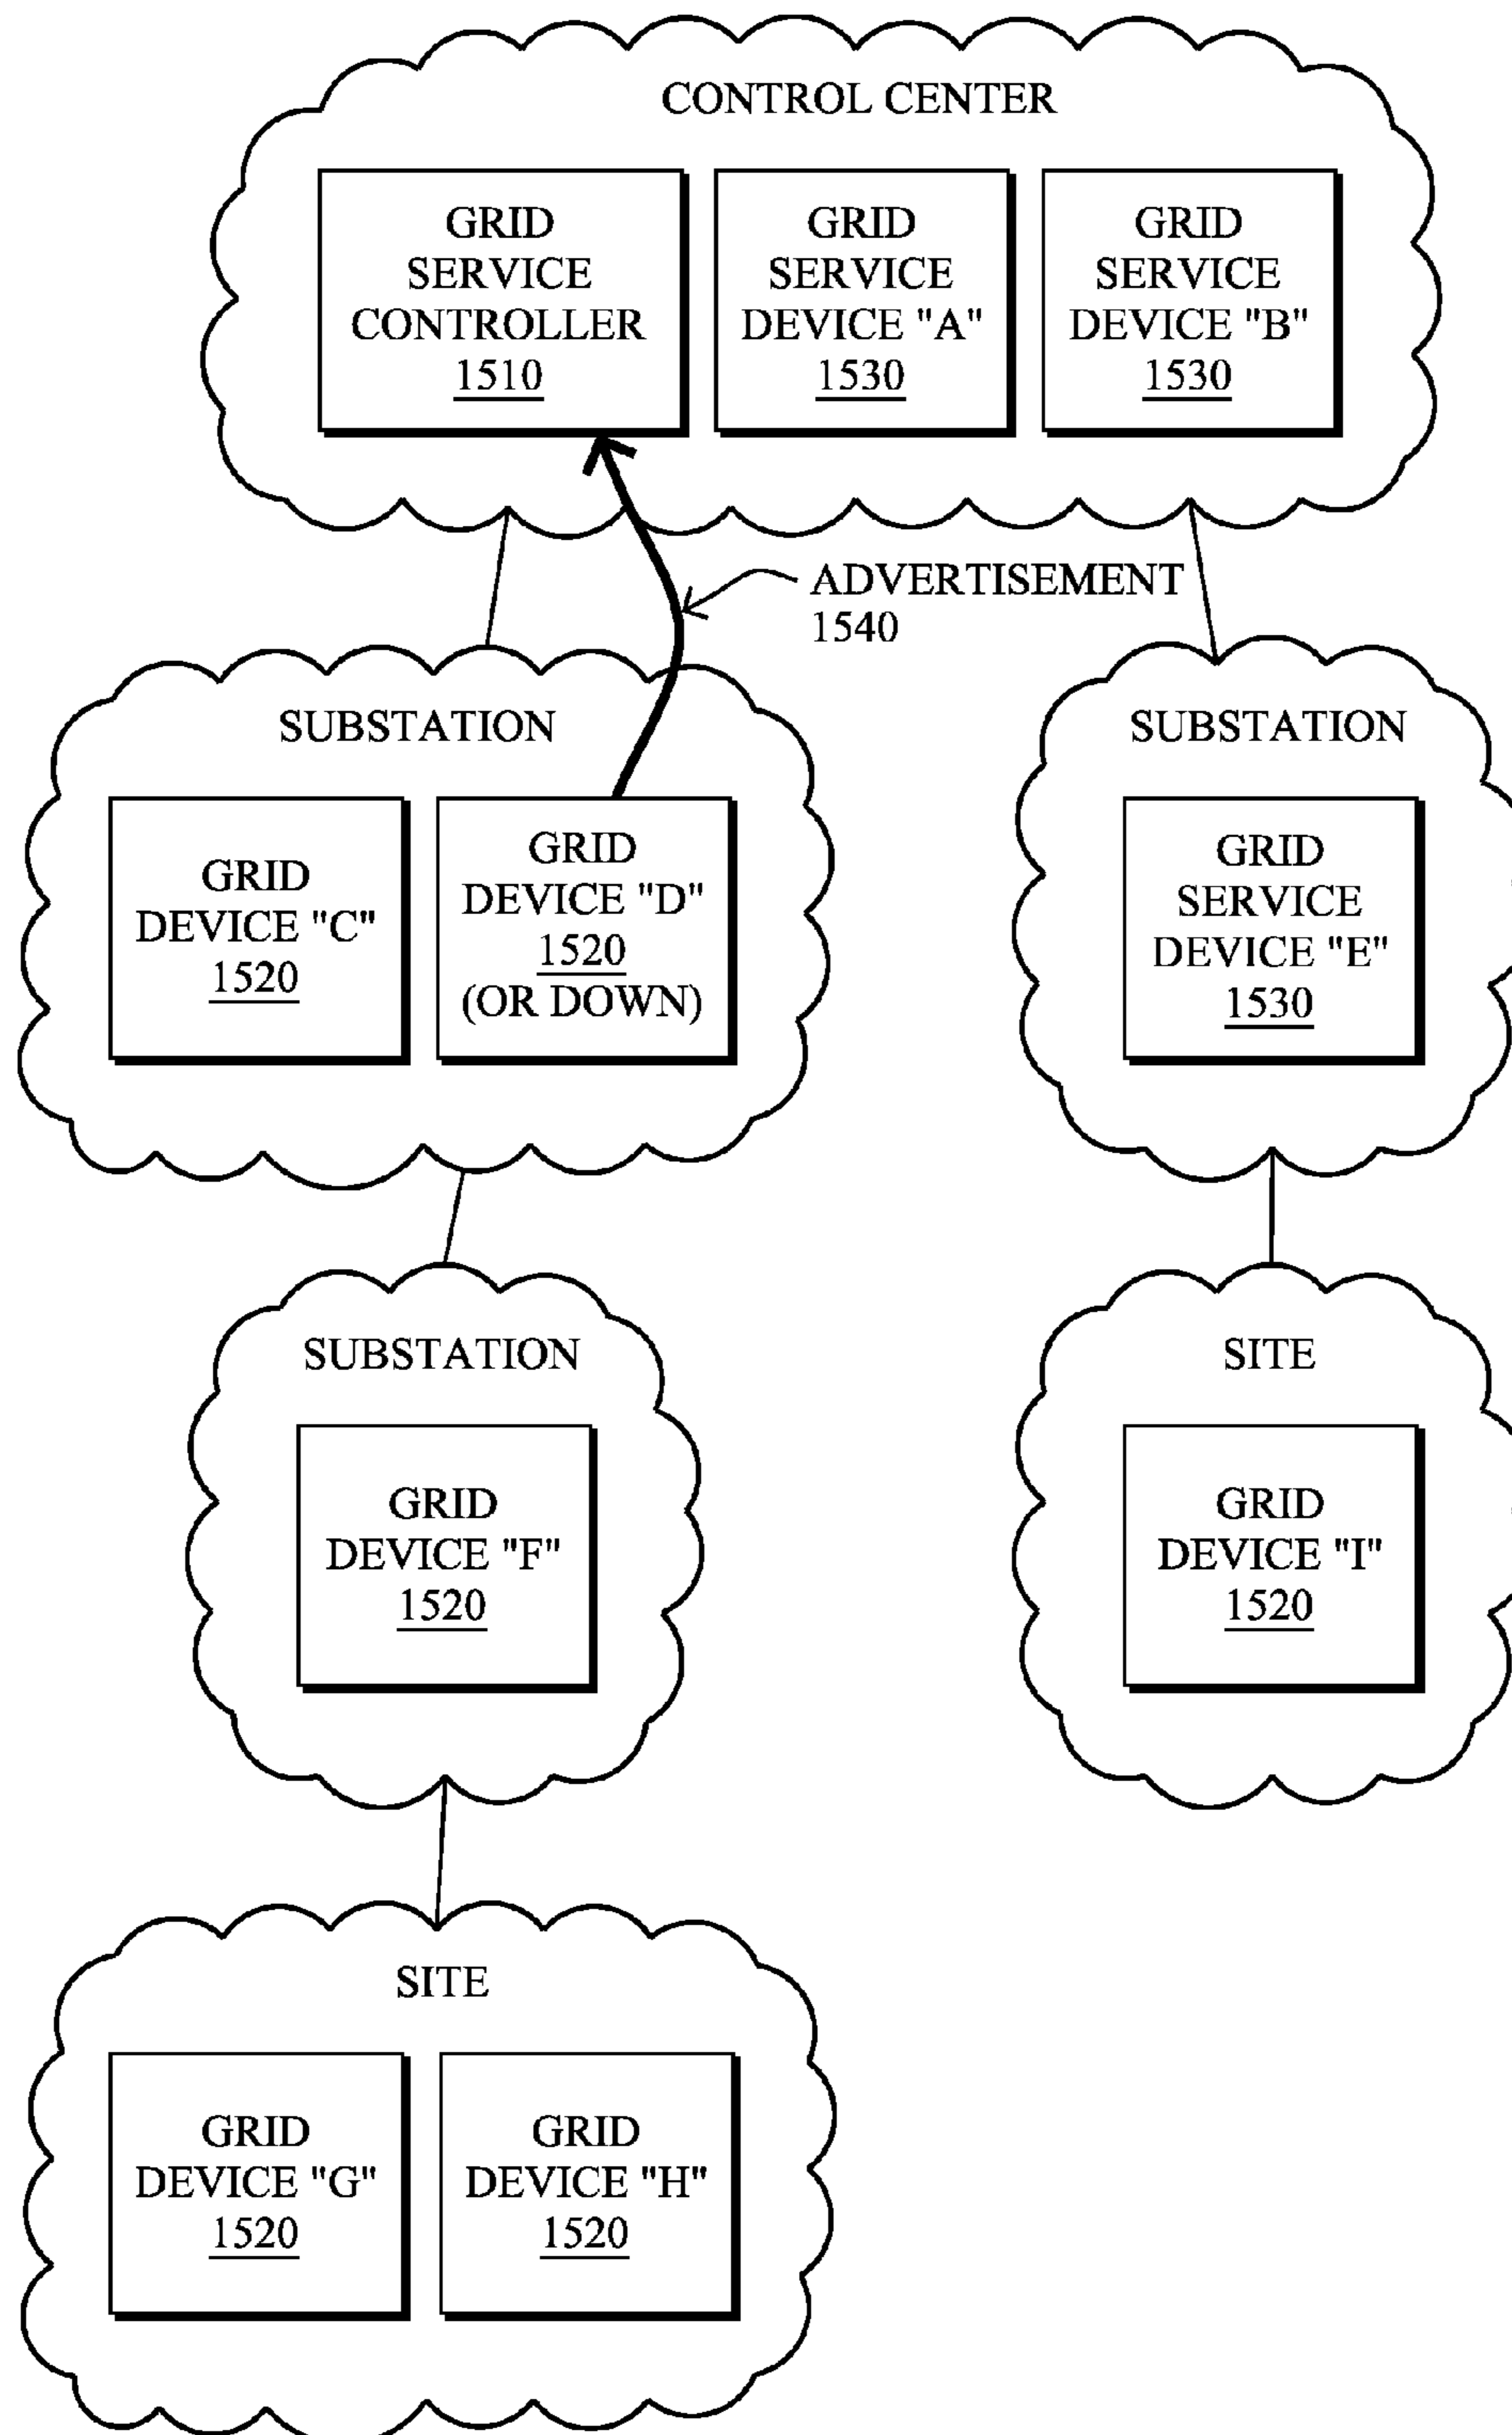 CONTROL CENTER
GRID
SERVICE
CONTROLLER
1510
GRID
SERVICE
DEVICE "A"
1530
GRID
SERVICE
DEVICE "B"
1530
ADVERTISEMENT
1540
SUBSTATION
GRID
DEVICE "C"
1520
GRID
DEVICE "D"
1520
(OR DOWN)
SUBSTATION
GRID
SERVICE
DEVICE "E"
1530
SUBSTATION
GRID
DEVICE "F"
1520
SITE
GRID
DEVICE "I"
1520
SITE
GRID
DEVICE "G"
1520
GRID
DEVICE "H"
1520